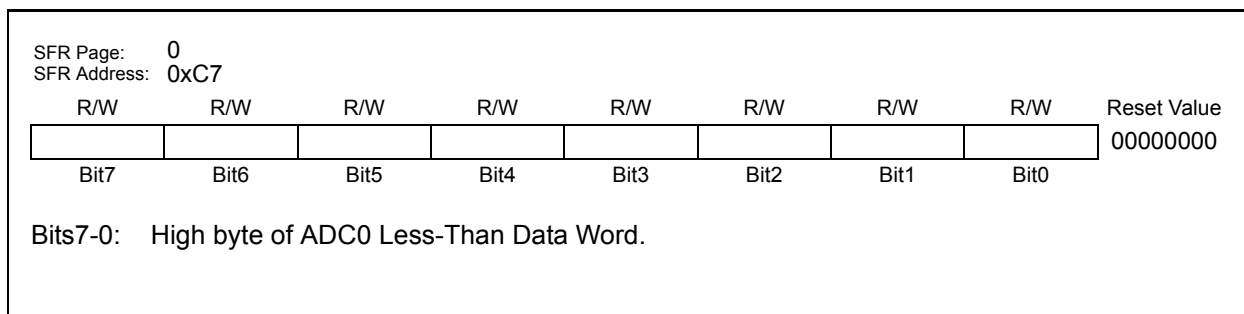 SFR Page: 0
SFR Address: 0xC7
R/W R/W R/W R/W R/W R/W R/W R/W Reset Value
00000000
Bit7 Bit6 Bit5 Bit4 Bit3 Bit2 Bit1 Bit0
Bits7-0: High byte of ADC0 Less-Than Data Word.